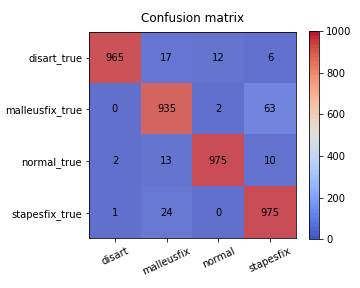 Confusion matrix
disart_true 965 17 12 6
malleusfix_true 0 935 2 63
normal_true 2 13 975 10
stapesfix_true 1 24 0 975
disart malleusfix normal stapesfix
1000
800
600
400
200
0